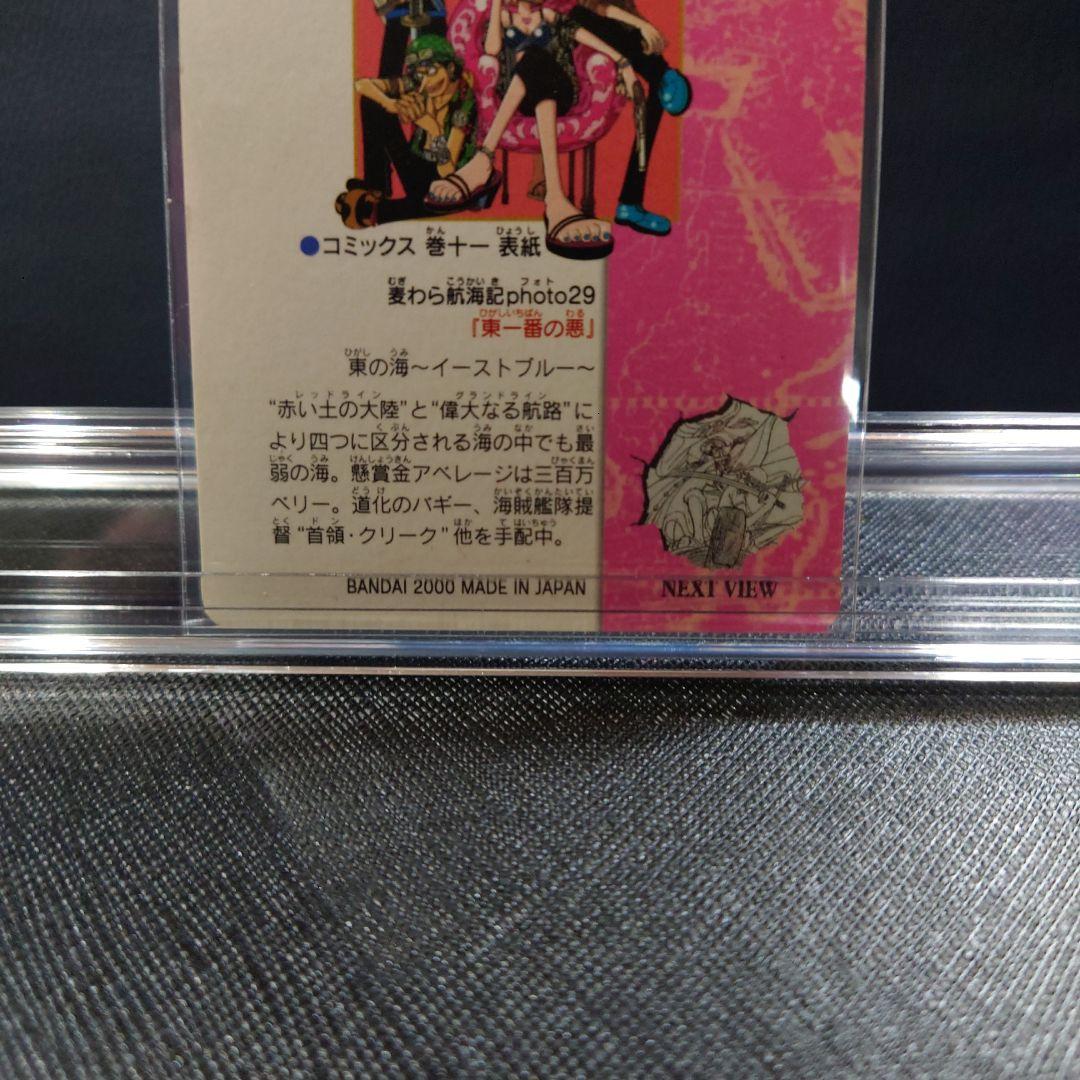 ●コミックス 巻十一 表紙
麦わら航海記photo29
『東一番の悪』
東の海～イーストブルー～
“赤い土の大陸”と“偉大なる航路”に
より四つに区分される海の中でも最
弱の海。懸賞金アベレージは三百万
ベリー。道化のバギー、海賊艦隊提
督“首領・クリーク”他を手配中。
BANDAI 2000 MADE IN JAPAN
NEXT VIEW